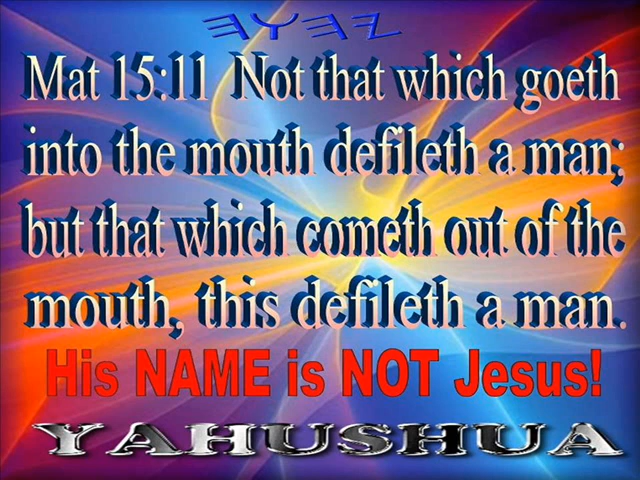 𐤉𐤄𐤅𐤄
Mat 15:11 Not that which goeth
into the mouth defileth a man;
but that which cometh out of the
mouth, this defileth a man.
His NAME is NOT Jesus!
YAHUSHUA